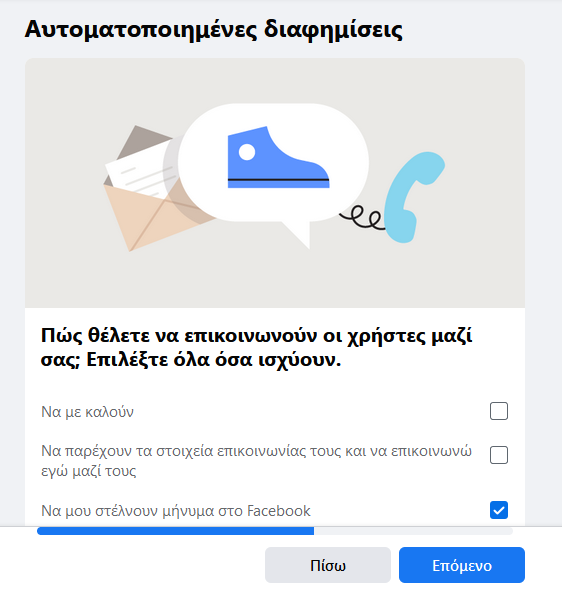 Αυτοματοποιημένες διαφημίσεις
Πώς θέλετε να επικοινωνούν οι χρήστες μαζί
σας; Επιλέξτε όλα όσα ισχύουν.
Να με καλούν
Να παρέχουν τα στοιχεία επικοινωνίας τους και να επικοινωνώ
εγώ μαζί τους
Να μου στέλνουν μήνυμα στο Facebook
Πίσω
Επόμενο